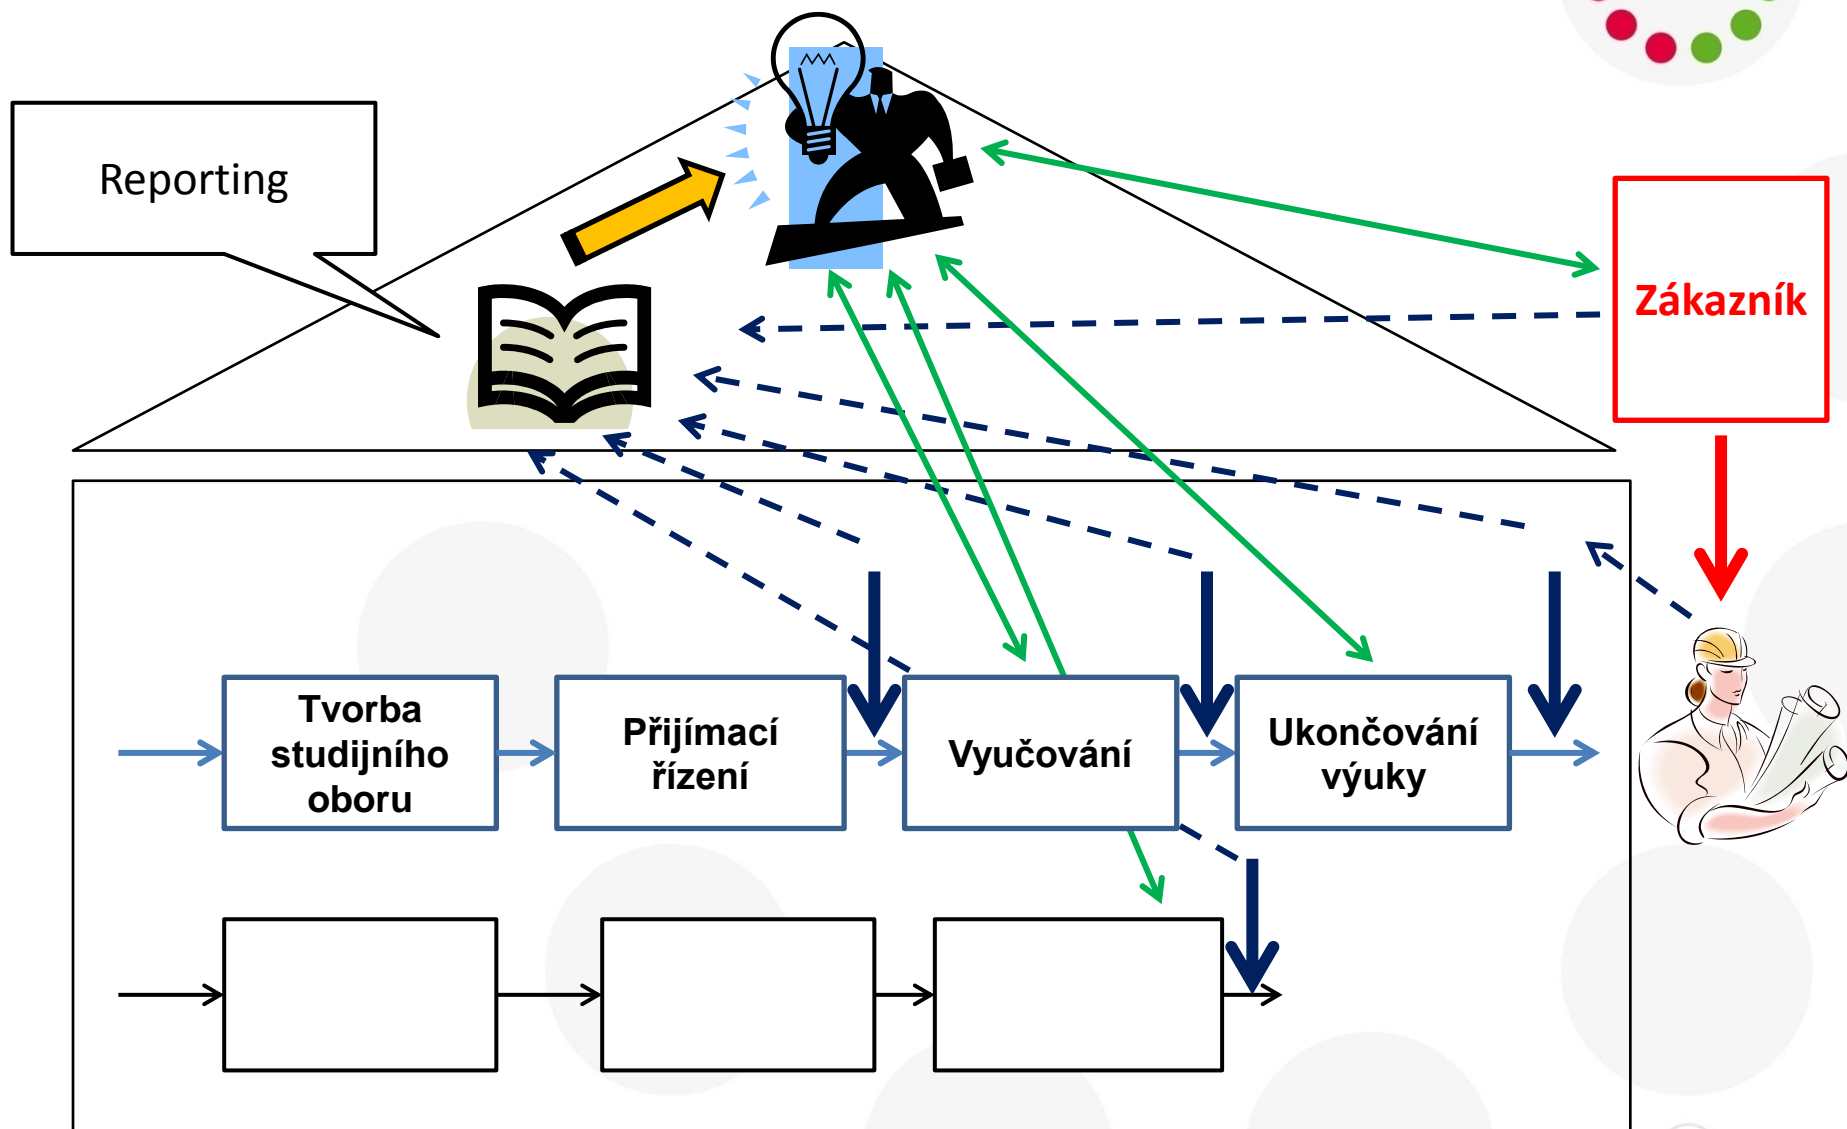 Reporting
Zákazník
Tvorba
studijního
oboru
Přijímací
řízení
Vyučování
Ukončování
výuky